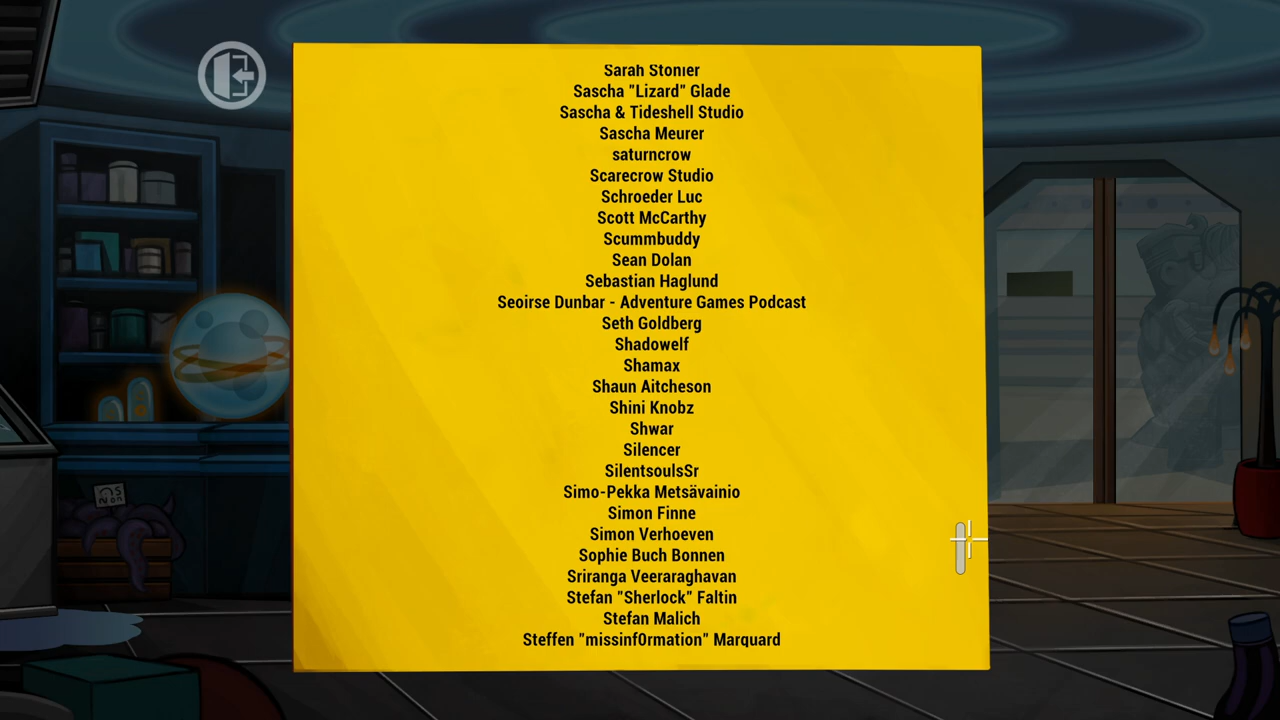 Sarah Stonier
Sascha "Lizard" Glade
Sascha & Tideshell Studio
Sascha Meurer
saturncrow
Scarecrow Studio
Schroeder Luc
Scott McCarthy
Scummbuddy
Sean Dolan
Sebastian Haglund
Seoirse Dunbar - Adventure Games Podcast
Seth Goldberg
Shadowelf
Shamax
Shaun Aitcheson
Shini Knobz
Shwar
Silencer
SilentsoulsSr
Simo-Pekka Metsävainio
Simon Finne
Simon Verhoeven
Sophie Buch Bonnen
Sriranga Veeraraghavan
Stefan "Sherlock" Faltin
Stefan Malich
Steffen "missinf0rmation" Marquard